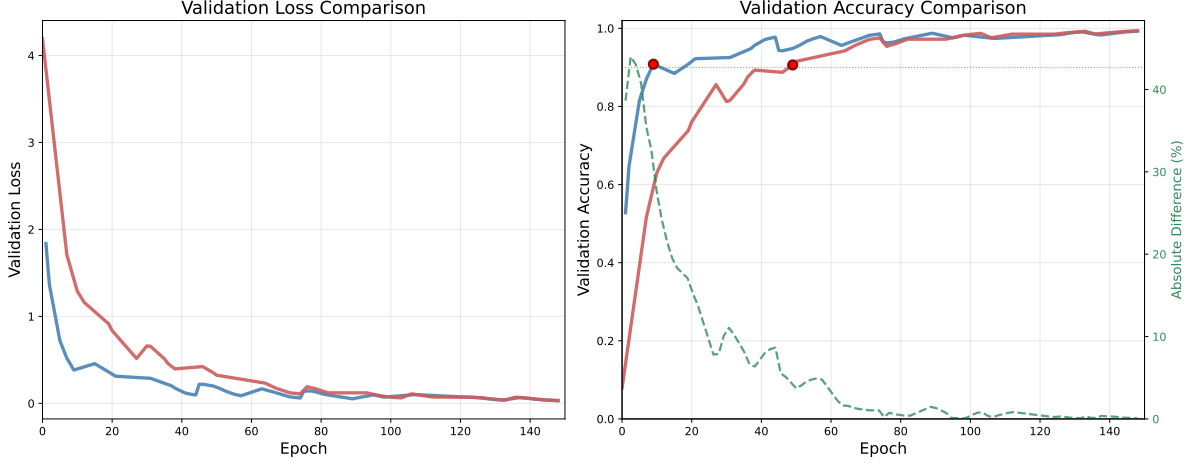 Validation Loss Comparison
4
3
2
1
0
Validation Loss
0 20 40 60 80 100 120 140
Epoch
Validation Accuracy Comparison
1.0
0.8
0.6
0.4
0.2
0.0
Validation Accuracy
0 20 40 60 80 100 120 140
Epoch
40
30
20
10
0
Absolute Difference (%)